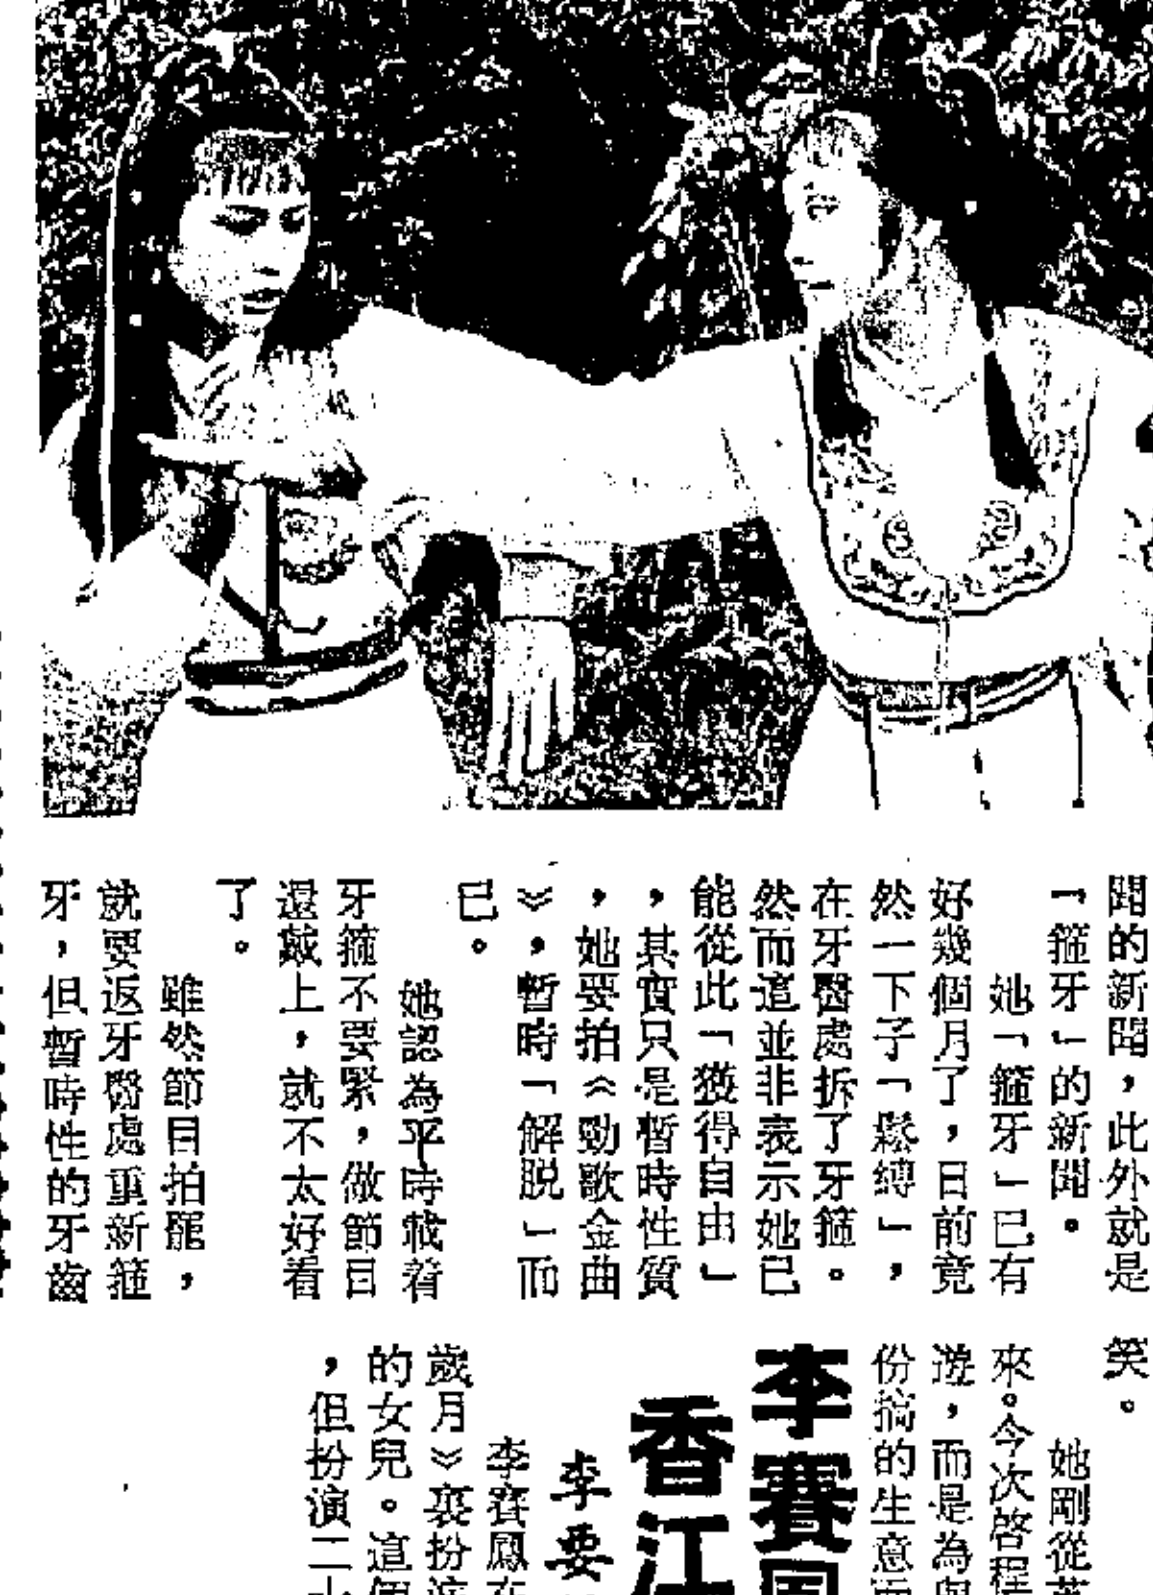 聞的新聞，此外就是
「箍牙」的新聞。
她「箍牙」已有
好幾個月了，日前竟
然一下子「鬆縛」，
在牙醫處拆了牙箍。
然而這並非表示她已
能從此「獲得自由」
，其實只是暫時性質
，她要拍《勁歌金曲
》，暫時「解脱」而
已。
她認為平時戴着
牙箍不要緊，做節目
還戴上，就不太好看
了。
雖然節目拍罷，
就要返牙醫處重新箍
牙，但暫時性的牙齒
笑。
她剛從
來。今次啓程
遊，而是為與
份搞的生意
李賽鳳
香江
李要
李賽鳳在
歲月》裏扮演
的女兒。這個
，但扮演二十